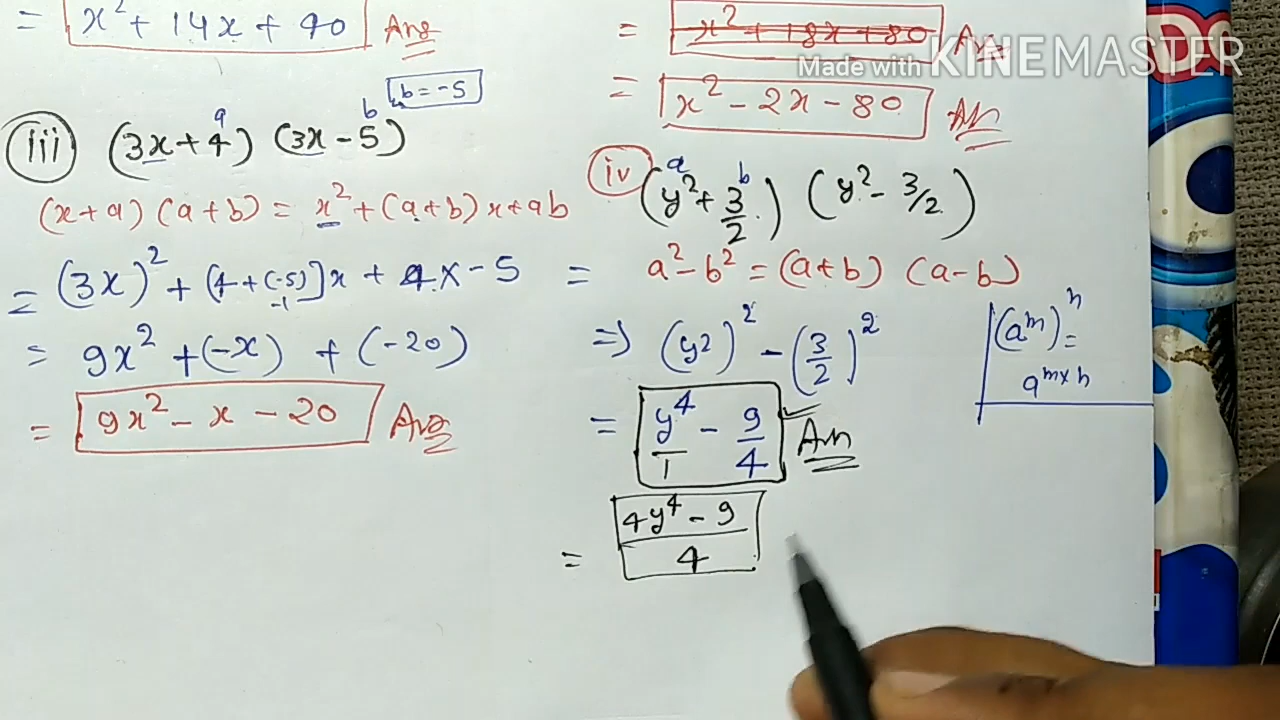 = x² + 14x + 40 Ans
b = -5
a b
iii (3x + 4) (3x - 5)
(x + a) (a + b) = x² + (a + b) x + ab
= (3x)² + (4 + (-5)]x + 4 x - 5
-1
= 9x² + (-x) + (-20)
= 9x² - x - 20 Ans
= x² + 18x + 80 Ans
Made with KINEMASTER
= x² - 2x - 80 An
a b
iv (y² + 3/2) (y² - 3/2)
= a² - b² = (a + b) (a - b)
=> (y²)² - (3/2)²
(aᵐ)ⁿ =
aᵐˣⁿ
= y⁴/1 - 9/4 Ans
= 4y⁴ - 9 / 4